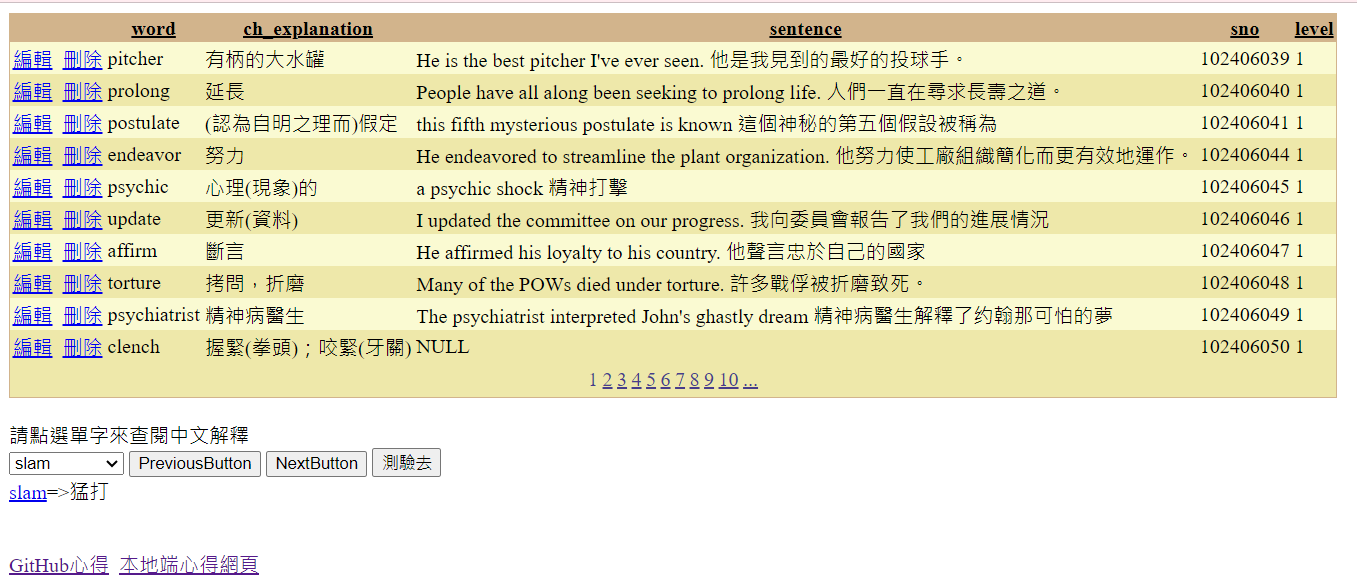 word ch_explanation sentence sno level
編輯 刪除 pitcher 有柄的大水罐 He is the best pitcher I've ever seen. 他是我見到的最好的投球手。 102406039 1
編輯 刪除 prolong 延長 People have all along been seeking to prolong life. 人們一直在尋求長壽之道。 102406040 1
編輯 刪除 postulate (認為自明之理而)假定 this fifth mysterious postulate is known 這個神秘的第五個假設被稱為 102406041 1
編輯 刪除 endeavor 努力 He endeavored to streamline the plant organization. 他努力使工廠組織簡化而更有效地運作。 102406044 1
編輯 刪除 psychic 心理(現象)的 a psychic shock 精神打擊 102406045 1
編輯 刪除 update 更新(資料) I updated the committee on our progress. 我向委員會報告了我們的進展情況 102406046 1
編輯 刪除 affirm 斷言 He affirmed his loyalty to his country. 他聲言忠於自己的國家 102406047 1
編輯 刪除 torture 拷問，折磨 Many of the POWs died under torture. 許多戰俘被折磨致死。 102406048 1
編輯 刪除 psychiatrist 精神病醫生 The psychiatrist interpreted John's ghastly dream 精神病醫生解釋了约翰那可怕的夢 102406049 1
編輯 刪除 clench 握緊(拳頭)；咬緊(牙關) NULL 102406050 1
1 2 3 4 5 6 7 8 9 10 ...
請點選單字來查閱中文解釋
slam PreviousButton NextButton 測驗去
slam=>猛打
GitHub心得 本地端心得網頁